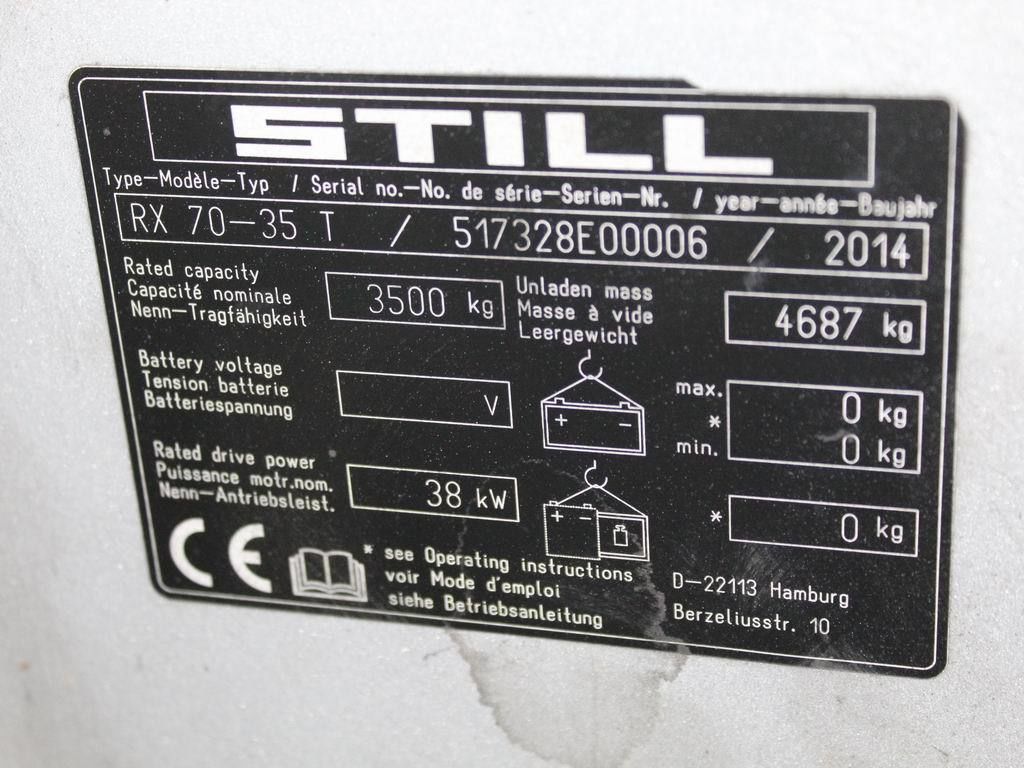 STILL
Type-Modèle-Typ / Serial no.-No. de série-Serien-Nr. / year-année-Baujahr
RX 70-35 T / 517328E00006 / 2014
Rated capacity
Capacité nominale
Nenn-Tragfähigkeit
3500 kg
Unladen mass
Masse à vide
Leergewicht
4687 kg
Battery voltage
Tension batterie
Batteriespannung
V
+ -
max.
*
min.
0 kg
0 kg
Rated drive power
Puissance motr.nom.
Nenn-Antriebsleist.
38 kW
+ -
* 0 kg
CE
* see Operating instructions
voir Mode d'emploi
siehe Betriebsanleitung
D-22113 Hamburg
Berzeliusstr. 10